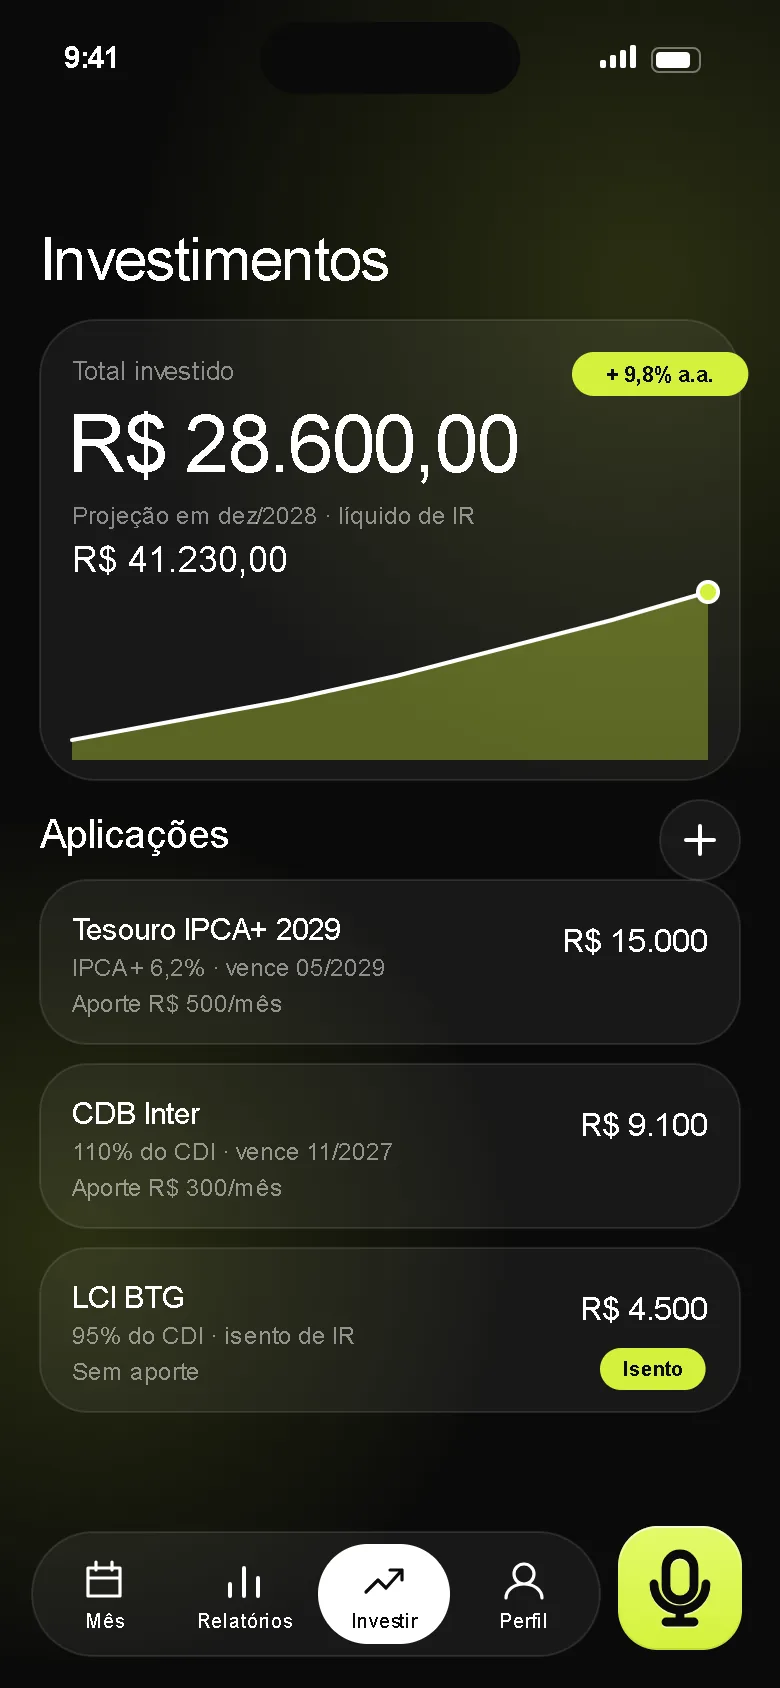 9:41
Investimentos
Total investido
+ 9,8% a.a.
R$ 28.600,00
Projeção em dez/2028 · líquido de IR
R$ 41.230,00
Aplicações
Tesouro IPCA+ 2029
R$ 15.000
IPCA+ 6,2% · vence 05/2029
Aporte R$ 500/mês
CDB Inter
R$ 9.100
110% do CDI · vence 11/2027
Aporte R$ 300/mês
LCI BTG
R$ 4.500
95% do CDI · isento de IR
Sem aporte
Isento
Mês
Relatórios
Investir
Perfil